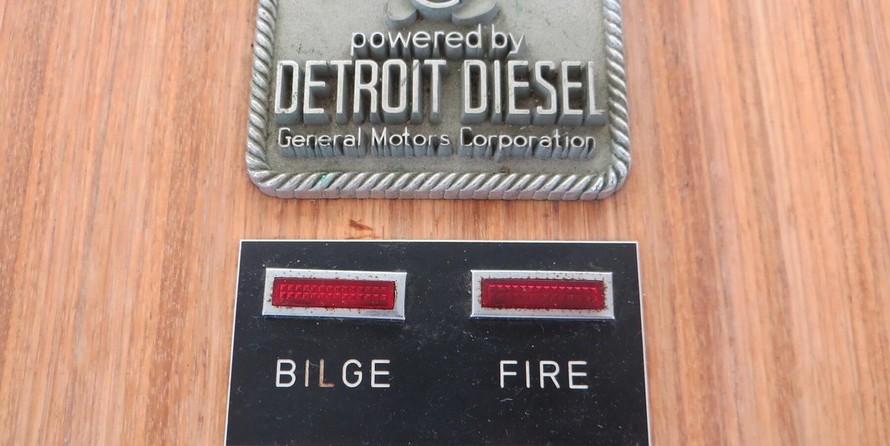 powered by
DETROIT DIESEL
General Motors Corporation
BILGE FIRE